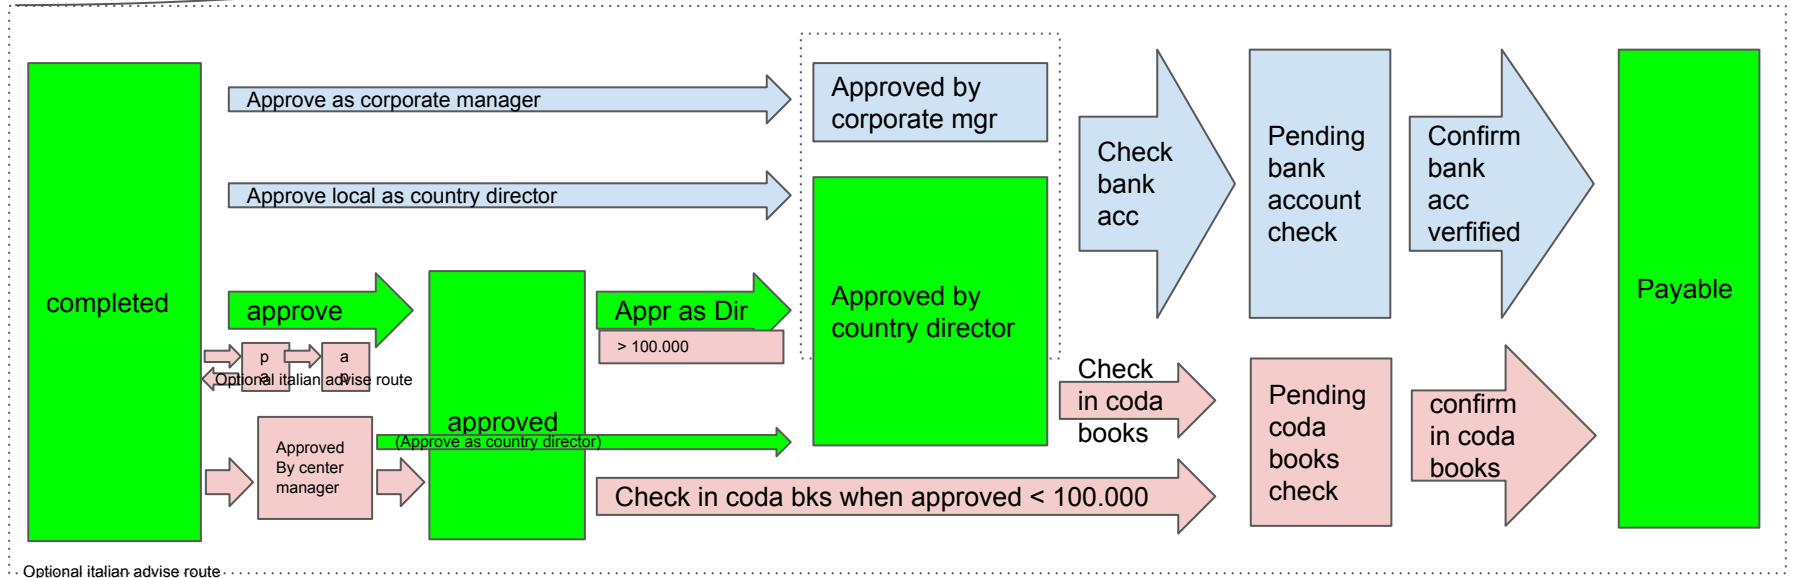 Approve as corporate manager
Approved by
corporate mgr
Check
bank
acc
Pending
bank
account
check
Confirm
bank
acc
verfified
Approve local as country director
completed
approve
Appr as Dir
> 100.000
Approved by
country director
Payable
p
a
a
p
Optional italian advise route
approved
(Approve as country director)
Approved
By center
manager
Check
in coda
books
Pending
coda
books
check
confirm
in coda
books
Check in coda bks when approved < 100.000
Optional italian advise route